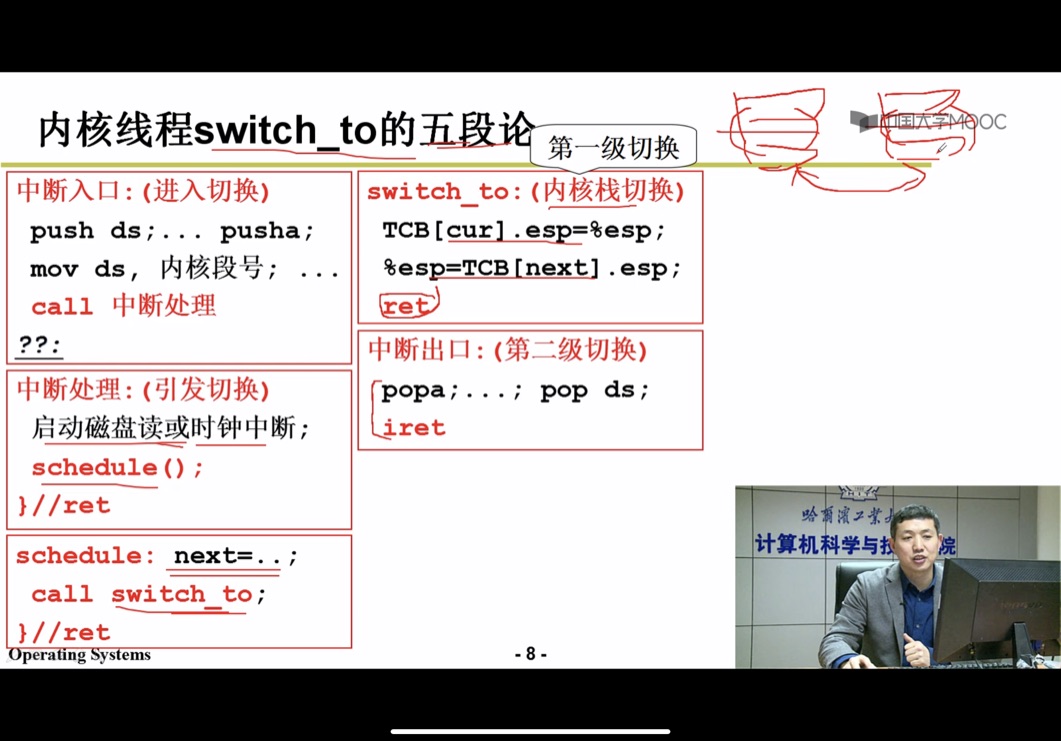 内核线程switch_to的五段论
第一级切换
中国大学MOOC
中断入口:(进入切换)
push ds;... pusha;
mov ds, 内核段号; ...
call 中断处理
??:
中断处理:(引发切换)
启动磁盘读或时钟中断;
schedule();
}//ret
schedule: next=..;
call switch_to;
}//ret
switch_to:(内核栈切换)
TCB[cur].esp=%esp;
%esp=TCB[next].esp;
ret
中断出口:(第二级切换)
popa;...; pop ds;
iret
哈尔滨工业大
计算机科学与技 院
Operating Systems
- 8 -